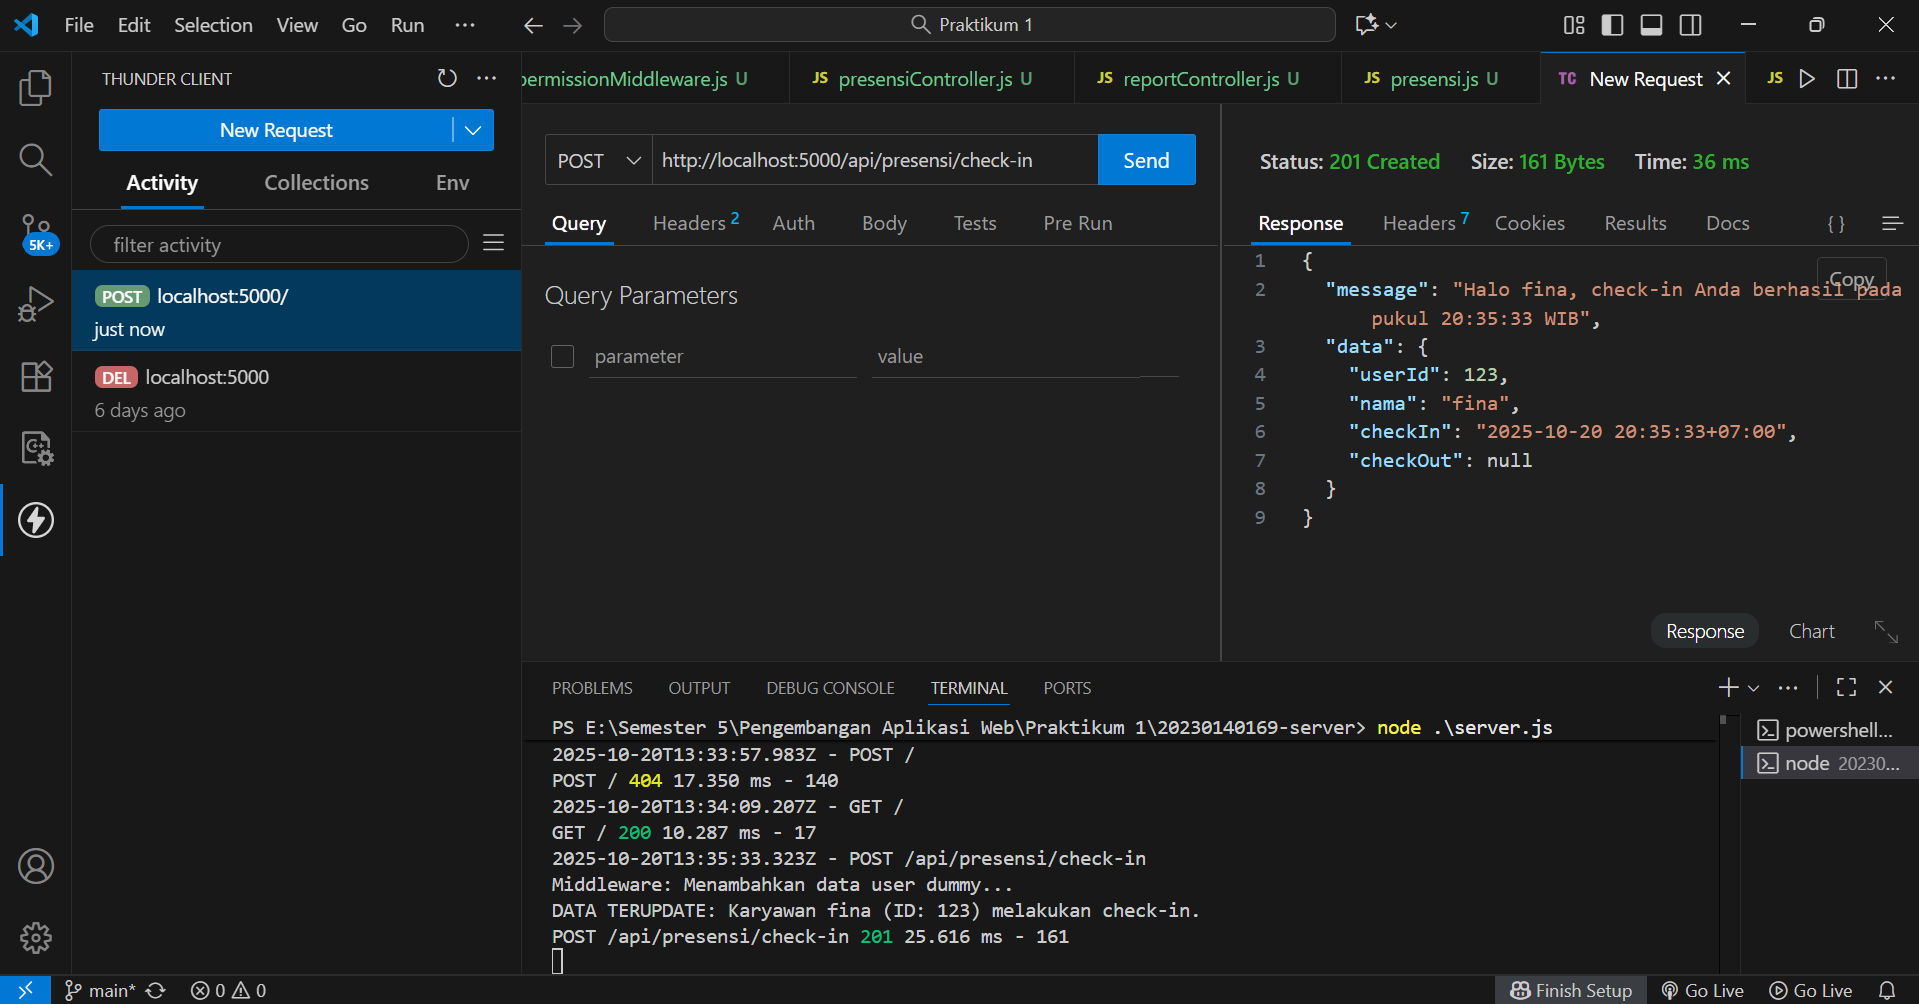 File Edit Selection View Go Run ···
Praktikum 1
THUNDER CLIENT
New Request
Activity Collections Env
filter activity
POST localhost:5000/
just now
DEL localhost:5000
6 days ago
5K+
permissionMiddleware.js U
JS presensiController.js U
JS reportController.js U
JS presensi.js U
TC New Request
JS
POST http://localhost:5000/api/presensi/check-in Send
Query Headers 2 Auth Body Tests Pre Run
Query Parameters
parameter value
Status: 201 Created Size: 161 Bytes Time: 36 ms
Response Headers 7 Cookies Results Docs { }
Copy
1 {
2 "message": "Halo fina, check-in Anda berhasil pada
pukul 20:35:33 WIB",
3 "data": {
4 "userId": 123,
5 "nama": "fina",
6 "checkIn": "2025-10-20 20:35:33+07:00",
7 "checkOut": null
8 }
9 }
Response Chart
PROBLEMS OUTPUT DEBUG CONSOLE TERMINAL PORTS
PS E:\Semester 5\Pengembangan Aplikasi Web\Praktikum 1\20230140169-server> node .\server.js
2025-10-20T13:33:57.983Z - POST /
POST / 404 17.350 ms - 140
2025-10-20T13:34:09.207Z - GET /
GET / 200 10.287 ms - 17
2025-10-20T13:35:33.323Z - POST /api/presensi/check-in
Middleware: Menambahkan data user dummy...
DATA TERUPDATE: Karyawan fina (ID: 123) melakukan check-in.
POST /api/presensi/check-in 201 25.616 ms - 161
powershell...
node 20230...
main* 0 0
Finish Setup Go Live Go Live